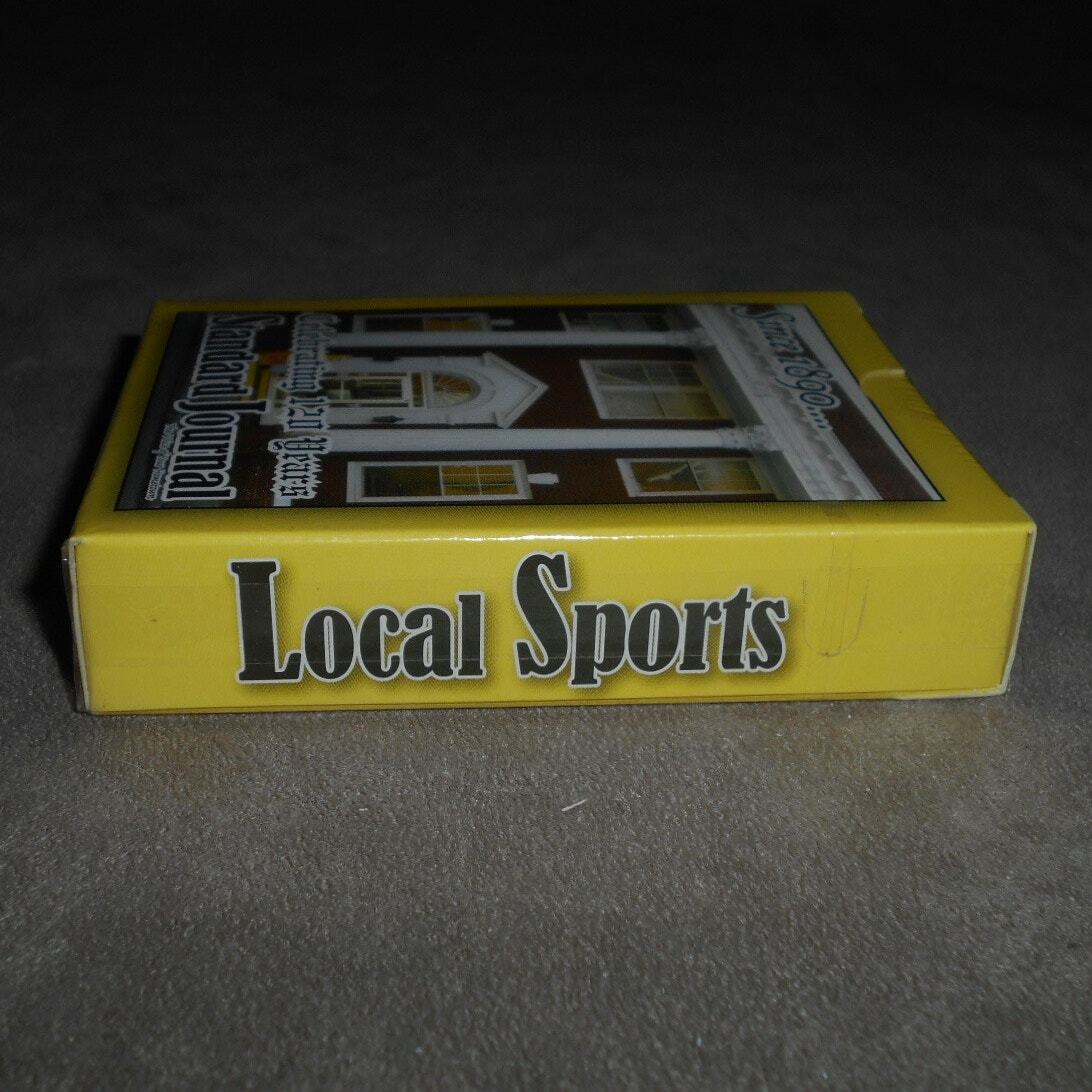 Since 1890...
Celebrating 120 Years
Standard Journal
Local Sports